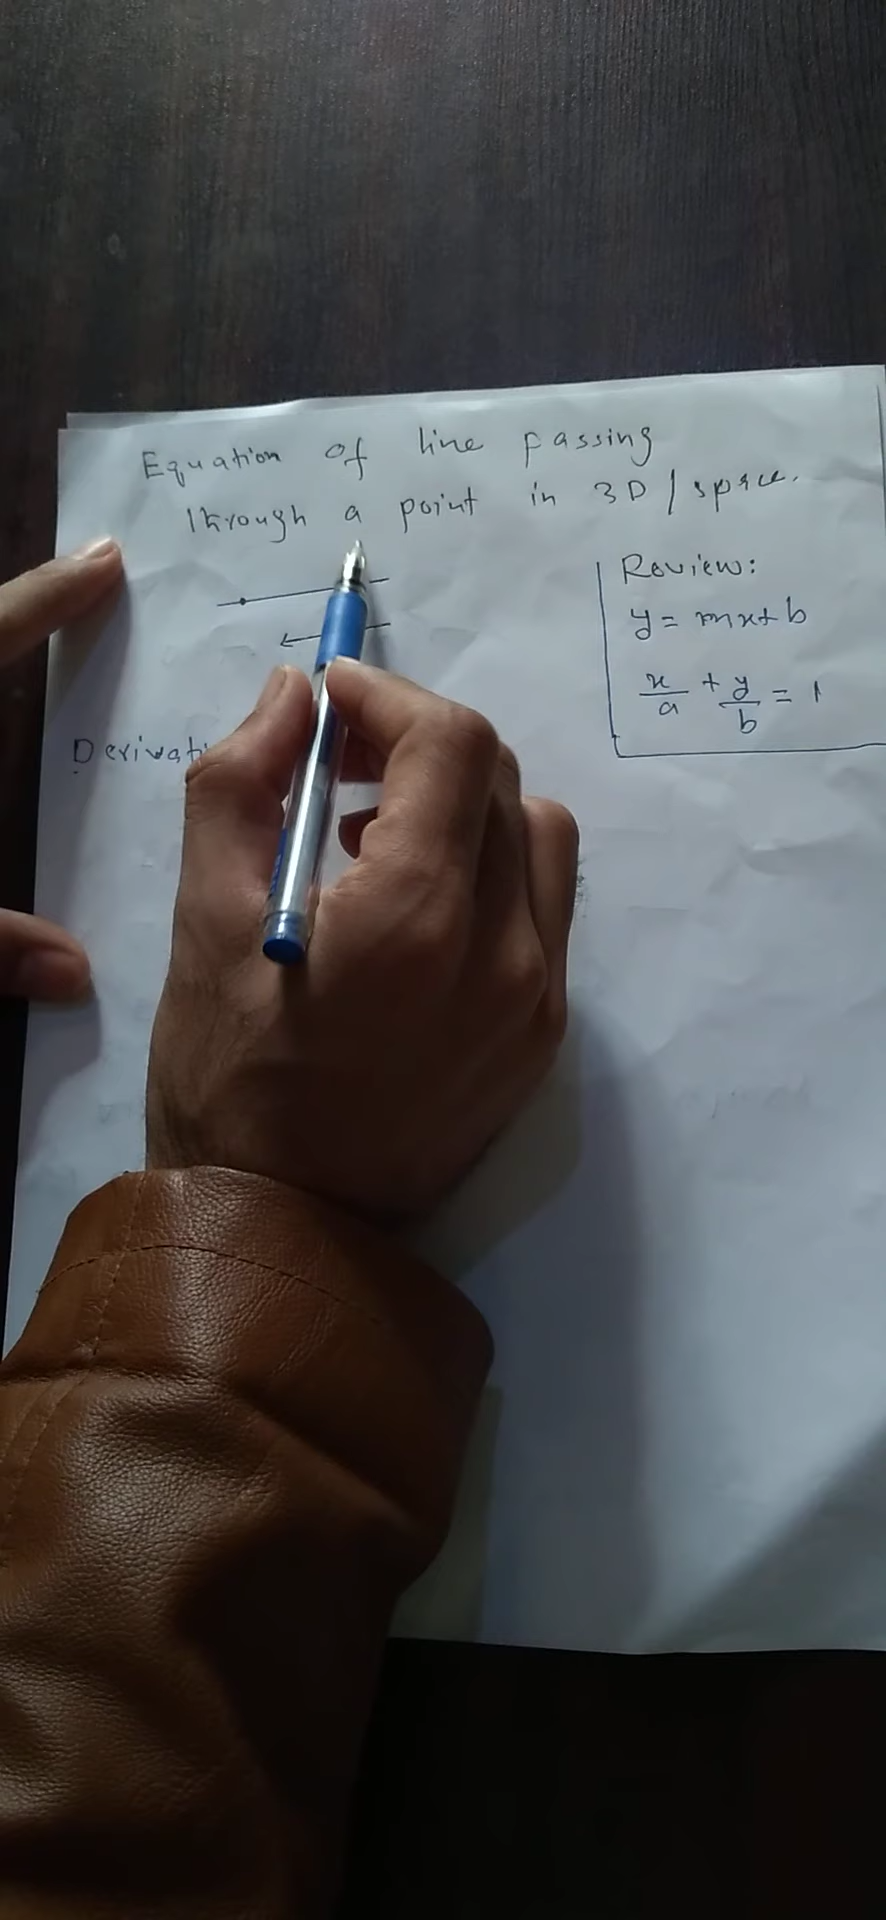 Equation of line passing
through a point in 3D / space.
Review:
y = mx + b
x/a + y/b = 1